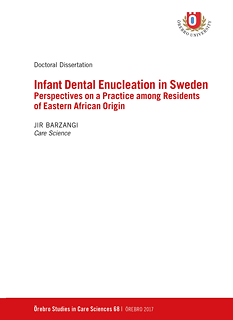 ÖREBRO UNIVERSITY
Doctoral Dissertation
Infant Dental Enucleation in Sweden
Perspectives on a Practice among Residents
of Eastern African Origin
JIR BARZANGI
Care Science
Örebro Studies in Care Sciences 68 I ÖREBRO 2017